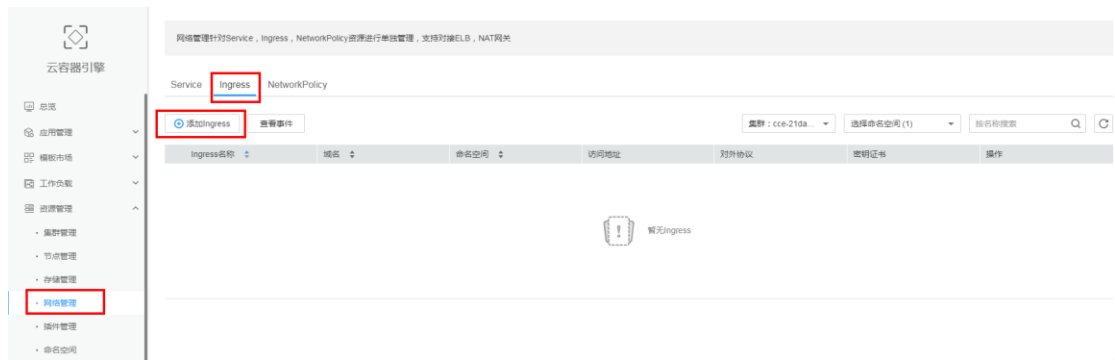 云容器引擎
总览
应用管理
模板市场
工作负载
资源管理
集群管理
节点管理
存储管理
网络管理
插件管理
命名空间
网络管理针对Service，Ingress，NetworkPolicy资源进行单独管理，支持对接ELB，NAT网关
Service Ingress NetworkPolicy
添加Ingress 查看事件 集群：cce-21da... 选择命名空间 (1) 按名称搜索
Ingress名称 域名 命名空间 访问地址 对外协议 密钥证书 操作
暂无Ingress